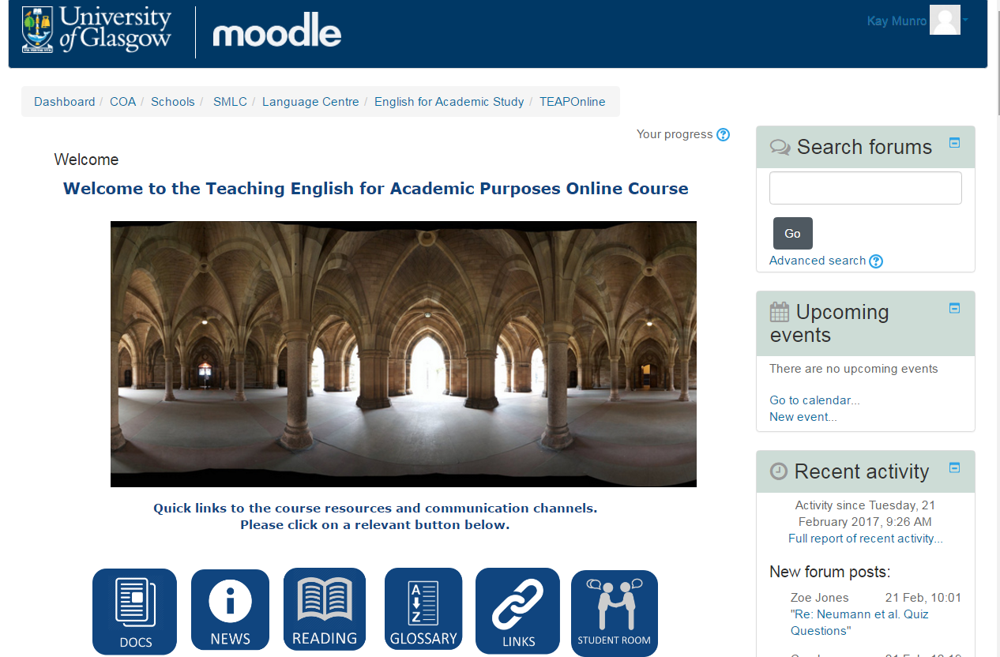 University
of Glasgow
moodle
Kay Munro
Dashboard / COA / Schools / SMLC / Language Centre / English for Academic Study / TEAPOnline
Your progress
Welcome
Welcome to the Teaching English for Academic Purposes Online Course
Quick links to the course resources and communication channels.
Please click on a relevant button below.
DOCS
NEWS
READING
A
Z
GLOSSARY
LINKS
STUDENT ROOM
Search forums
Go
Advanced search
Upcoming
events
There are no upcoming events
Go to calendar...
New event...
Recent activity
Activity since Tuesday, 21
February 2017, 9:26 AM
Full report of recent activity...
New forum posts:
Zoe Jones 21 Feb, 10:01
"Re: Neumann et al. Quiz
Questions"